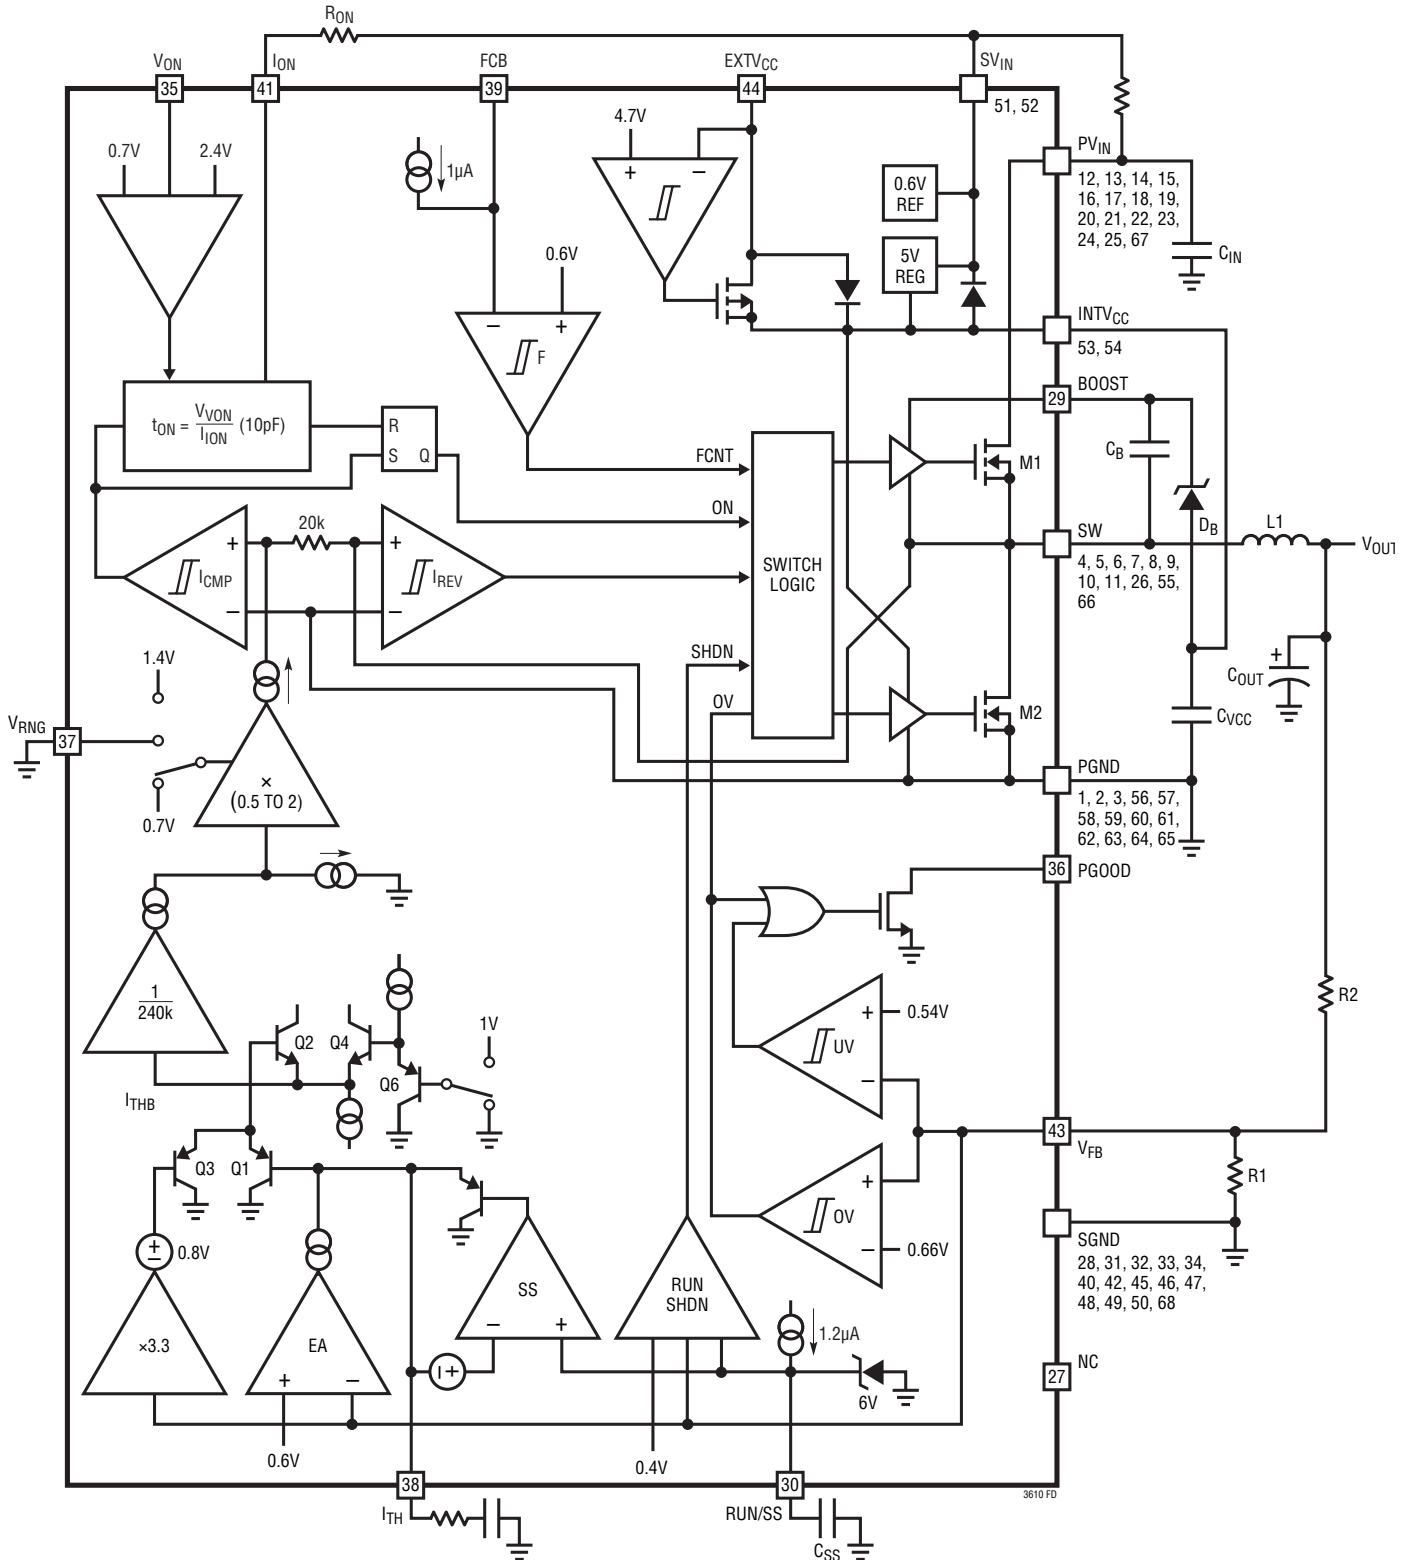 RON
VON
ION
FCB
EXTVCC
SVIN
35
41
39
44
51, 52
0.7V
2.4V
1µA
4.7V
+
–
0.6V
REF
5V
REG
PVIN
12, 13, 14, 15,
16, 17, 18, 19,
20, 21, 22, 23,
24, 25, 67
CIN
0.6V
–
+
F
INTVCC
53, 54
BOOST
29
tON = VVON / IION (10pF)
R
S
Q
FCNT
ON
SWITCH
LOGIC
SHDN
OV
M1
CB
DB
SW
4, 5, 6, 7, 8, 9,
10, 11, 26, 55,
66
L1
VOUT
20k
+
–
ICMP
+
–
IREV
1.4V
VRNG
37
0.7V
×
(0.5 TO 2)
M2
+
COUT
CVCC
PGND
1, 2, 3, 56, 57,
58, 59, 60, 61,
62, 63, 64, 65
36
PGOOD
1
240k
Q2
Q4
Q6
1V
ITHB
+
–
UV
0.54V
R2
43
VFB
Q3
Q1
+
–
OV
0.66V
R1
SGND
28, 31, 32, 33, 34,
40, 42, 45, 46, 47,
48, 49, 50, 68
+
–
0.8V
×3.3
EA
+
–
SS
–
+
RUN
SHDN
1.2µA
6V
NC
27
0.6V
0.4V
38
30
3610 FD
ITH
RUN/SS
CSS